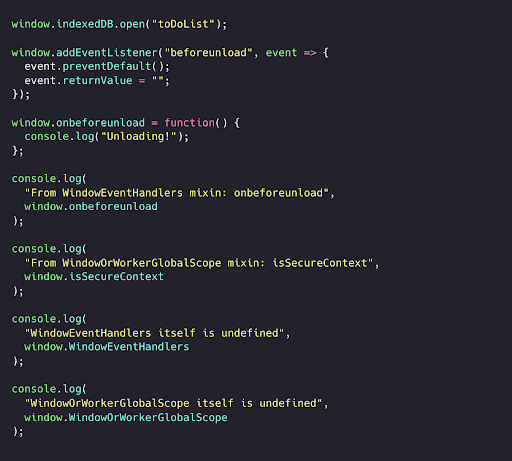 window.indexedDB.open("toDoList");
window.addEventListener("beforeunload", event => {
  event.preventDefault();
  event.returnValue = "";
});
window.onbeforeunload = function() {
  console.log("Unloading!");
};
console.log(
  "From WindowEventHandlers mixin: onbeforeunload",
  window.onbeforeunload
);
console.log(
  "From WindowOrWorkerGlobalScope mixin: isSecureContext",
  window.isSecureContext
);
console.log(
  "WindowEventHandlers itself is undefined",
  window.WindowEventHandlers
);
console.log(
  "WindowOrWorkerGlobalScope itself is undefined",
  window.WindowOrWorkerGlobalScope
);